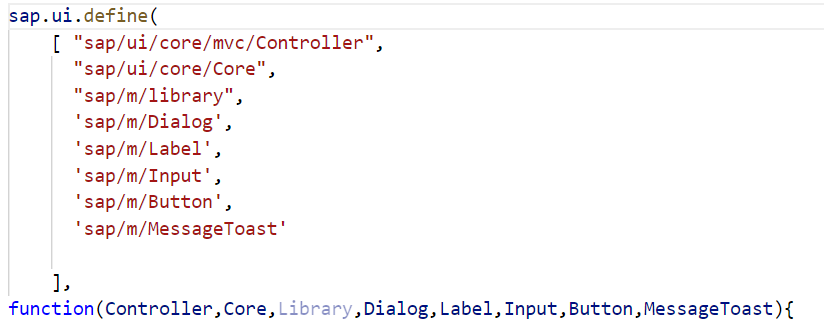 sap.ui.define(
[ "sap/ui/core/mvc/Controller",
"sap/ui/core/Core",
"sap/m/library",
'sap/m/Dialog',
'sap/m/Label',
'sap/m/Input',
'sap/m/Button',
'sap/m/MessageToast'
],
function(Controller,Core,Library,Dialog,Label,Input,Button,MessageToast){